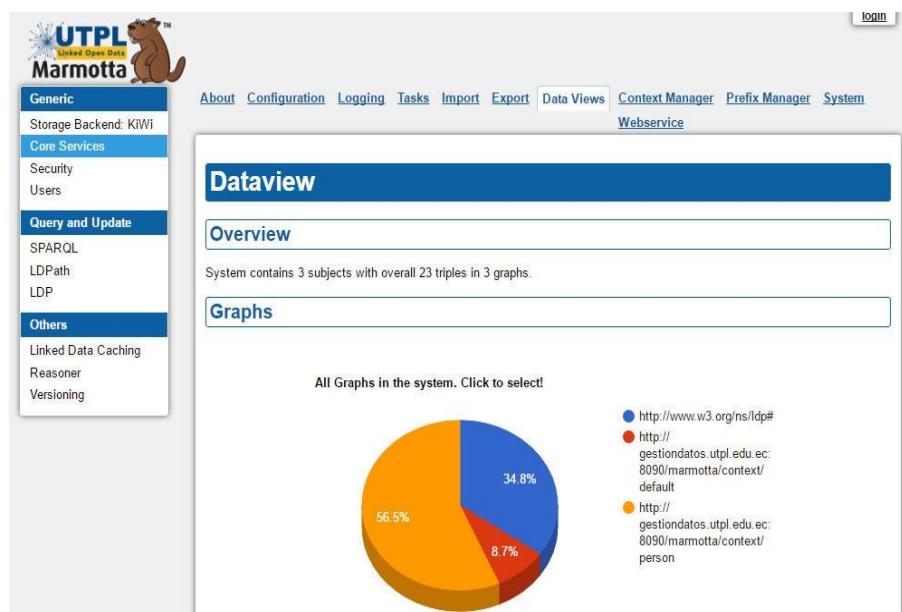 login
UTPL
TM
Linked Open Data
Marmotta
Generic
Storage Backend: KiWi
Core Services
Security
Users
Query and Update
SPARQL
LDPath
LDP
Others
Linked Data Caching
Reasoner
Versioning
About Configuration Logging Tasks Import Export Data Views Context Manager Prefix Manager System
Webservice
Dataview
Overview
System contains 3 subjects with overall 23 triples in 3 graphs.
Graphs
All Graphs in the system. Click to select!
34.8%
56.5%
8.7%
http://www.w3.org/ns/ldp#
http://
gestiondatos.utpl.edu.ec:
8090/marmotta/context/
default
http://
gestiondatos.utpl.edu.ec:
8090/marmotta/context/
person